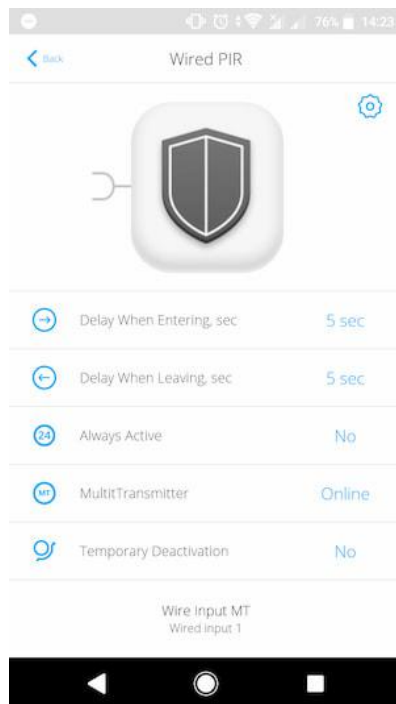 76% 14:23
Back Wired PIR
Delay When Entering, sec 5 sec
Delay When Leaving, sec 5 sec
24 Always Active No
MT MultitTransmitter Online
Temporary Deactivation No
Wire Input MT
Wired input 1